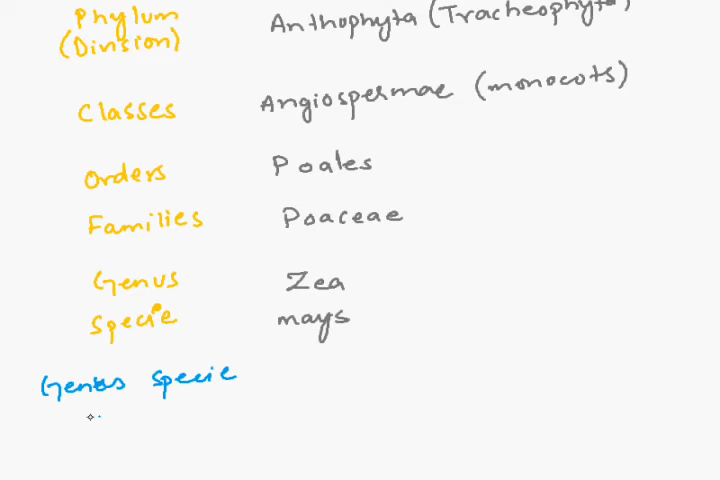 Phylum Anthophyta (Tracheophyta)
(Division)
Classes Angiospermae (monocots)
Orders Poales
Families Poaceae
Genus Zea
Specie mays
Genus Specie